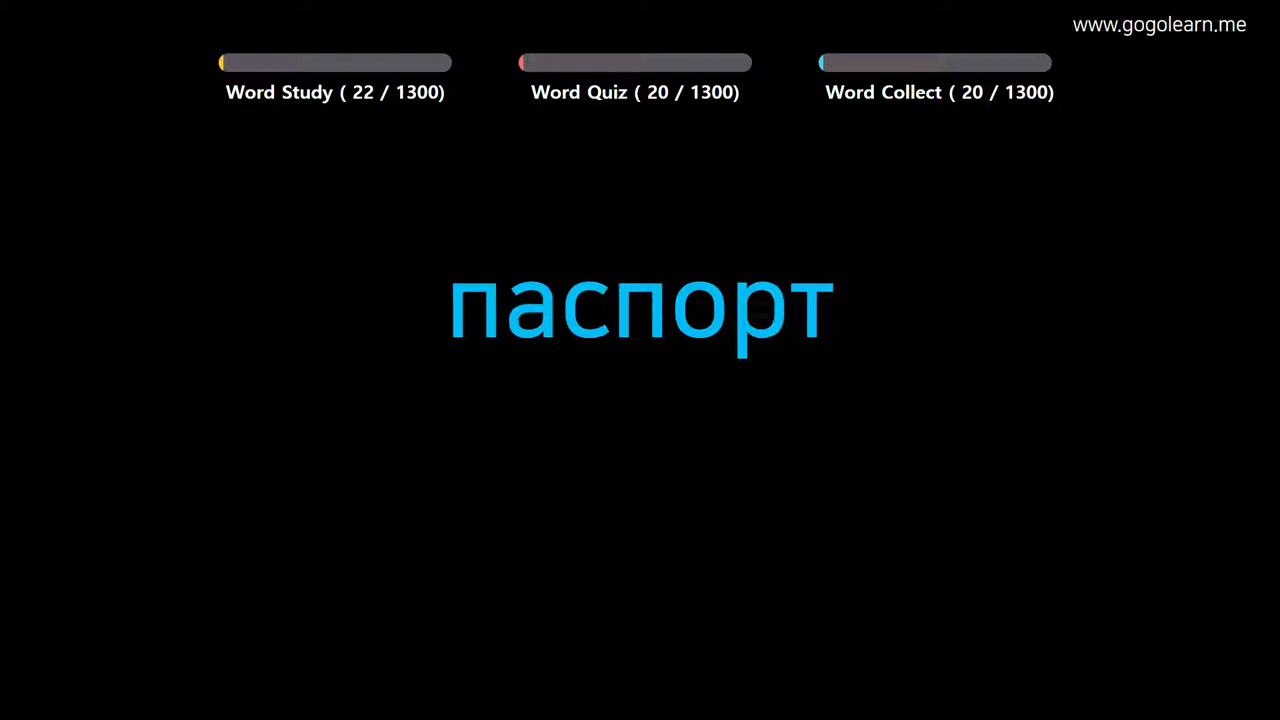 www.gogolearn.me
Word Study ( 22 / 1300)
Word Quiz ( 20 / 1300)
Word Collect ( 20 / 1300)
паспорт